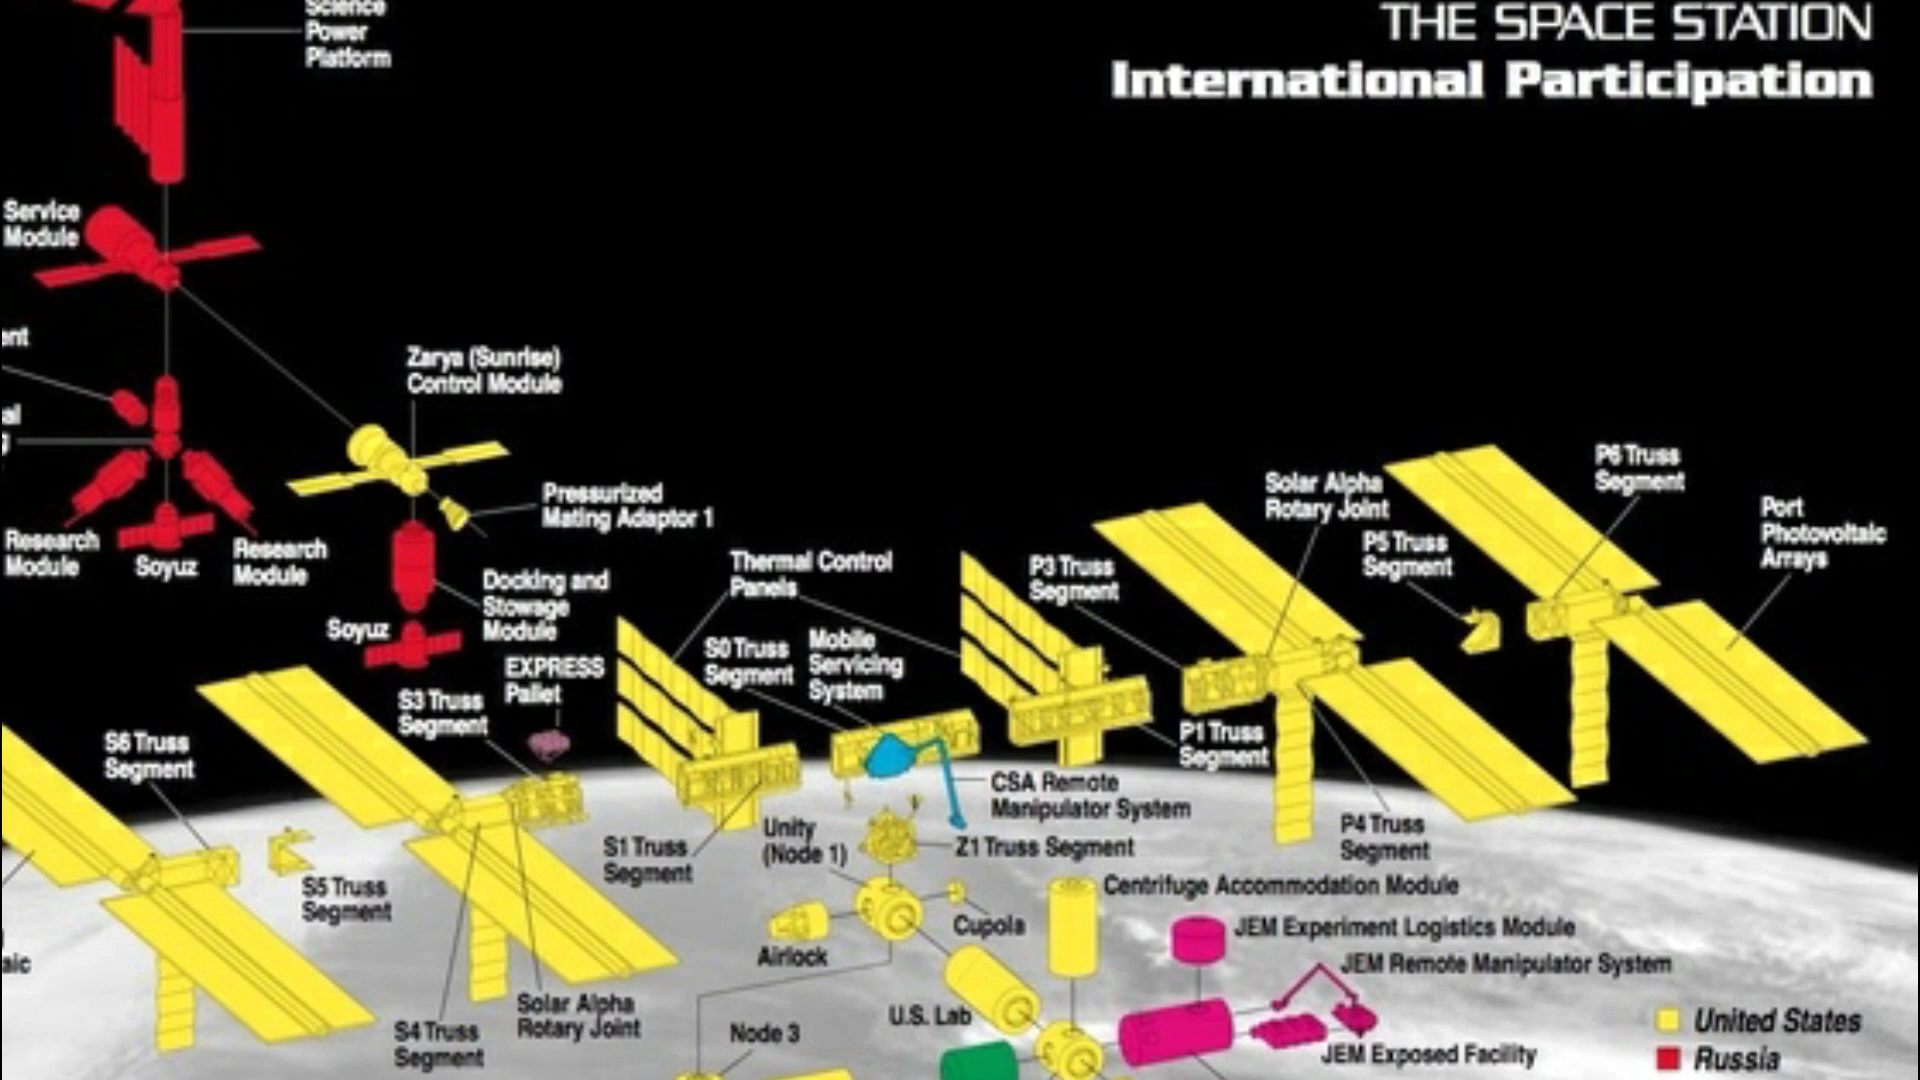 THE SPACE STATION
International Participation
Science
Power
Platform
Service
Module
Zarya (Sunrise)
Control Module
Pressurized
Mating Adaptor 1
Research
Module
Soyuz
Research
Module
Docking and
Stowage
Module
Soyuz
EXPRESS
Pallet
Thermal Control
Panels
S0 Truss
Segment
Mobile
Servicing
System
P3 Truss
Segment
Solar Alpha
Rotary Joint
P5 Truss
Segment
P6 Truss
Segment
Port
Photovoltaic
Arrays
S3 Truss
Segment
S6 Truss
Segment
P1 Truss
Segment
CSA Remote
Manipulator System
S5 Truss
Segment
S1 Truss
Segment
Unity
(Node 1)
Z1 Truss Segment
P4 Truss
Segment
Centrifuge Accommodation Module
Cupola
JEM Experiment Logistics Module
Airlock
JEM Remote Manipulator System
S4 Truss
Segment
Solar Alpha
Rotary Joint
Node 3
U.S. Lab
JEM Exposed Facility
United States
Russia